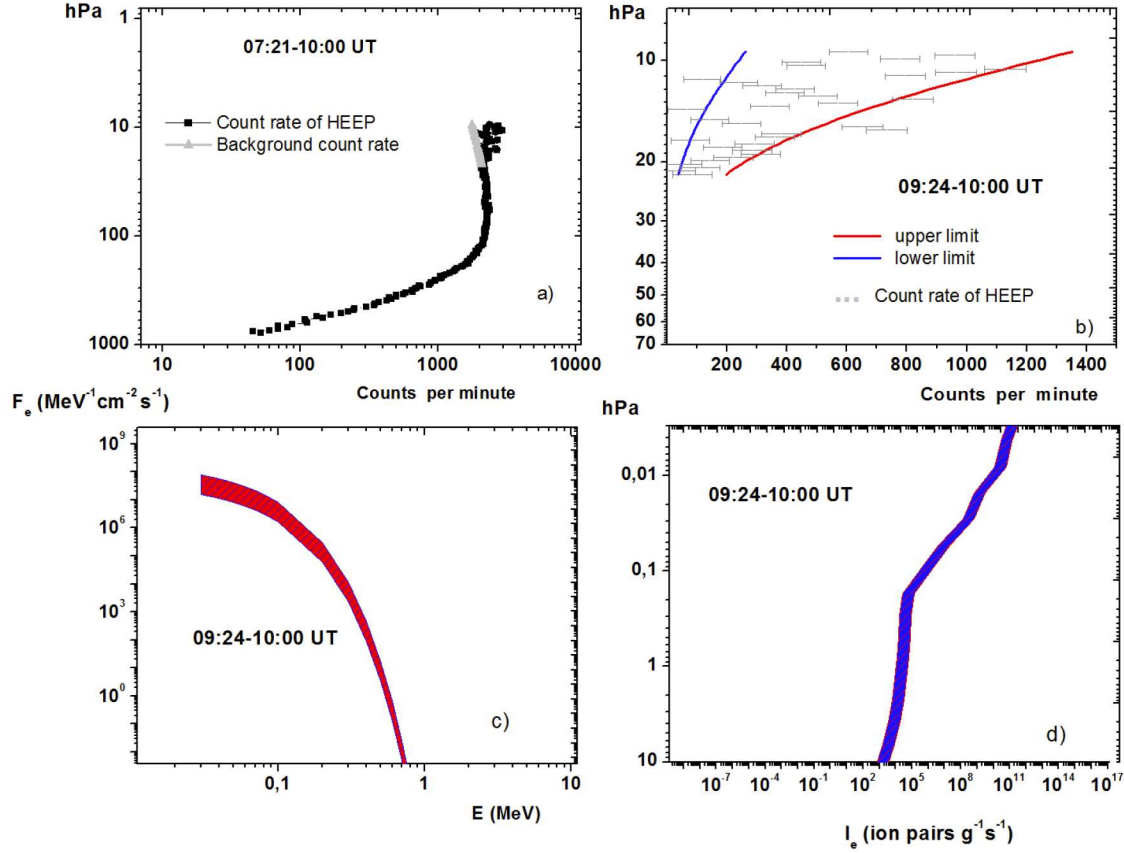 hPa
1
07:21-10:00 UT
Count rate of HEEP
Background count rate
10
100
1000
a)
10
100
1000
10000
Counts per minute
hPa
10
20
30
40
50
60
70
09:24-10:00 UT
upper limit
lower limit
Count rate of HEEP
b)
200
400
600
800
1000
1200
1400
Counts per minute
Fₑ (MeV⁻¹cm⁻²s⁻¹)
10⁹
10⁶
10³
10⁰
09:24-10:00 UT
c)
0,1
1
10
E (MeV)
hPa
0,01
0,1
1
10
09:24-10:00 UT
d)
10⁻⁷
10⁻⁴
10⁻¹
10²
10⁵
10⁸
10¹¹
10¹⁴
10¹⁷
Iₑ (ion pairs g⁻¹s⁻¹)